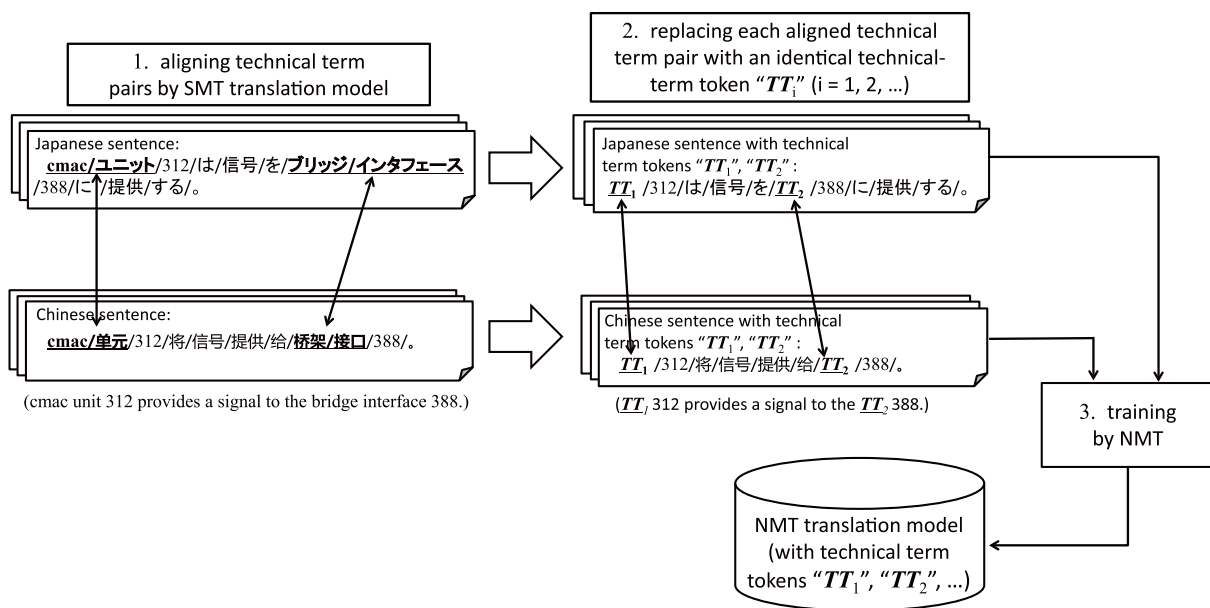 1. aligning technical term
pairs by SMT translation model
2. replacing each aligned technical
term pair with an identical technical-
term token “TTi” (i = 1, 2, …)
Japanese sentence:
cmac/ユニット/312/は/信号/を/ブリッジ/インタフェース
/388/に/提供/する/。
Japanese sentence with technical
term tokens “TT1”, “TT2” :
TT1 /312/は/信号/を/TT2 /388/に/提供/する/。
Chinese sentence:
cmac/单元/312/将/信号/提供/给/桥架/接口/388/。
(cmac unit 312 provides a signal to the bridge interface 388.)
Chinese sentence with technical
term tokens “TT1”, “TT2” :
TT1 /312/将/信号/提供/给/TT2 /388/。
(TT1 312 provides a signal to the TT2 388.)
3. training
by NMT
NMT translation model
(with technical term
tokens “TT1”, “TT2”, …)